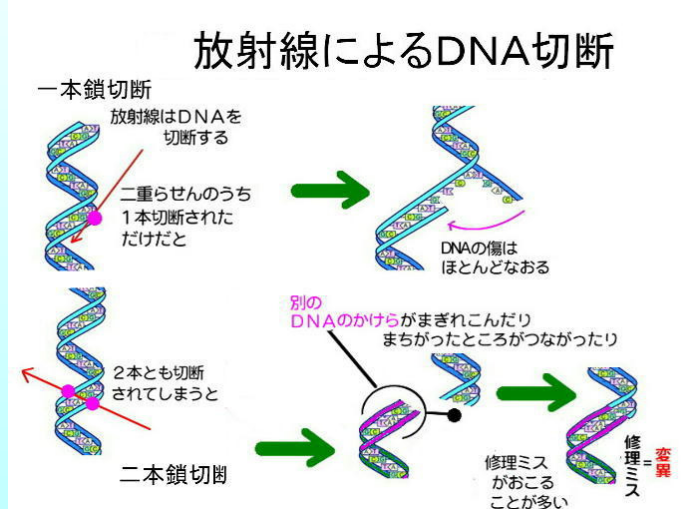 放射線によるDNA切断
一本鎖切断
放射線はDNAを
切断する
二重らせんのうち
1本切断された
だけだと
DNAの傷は
ほとんどなおる
2本とも切断
されてしまうと
二本鎖切断
別の
DNAのかけらがまぎれこんだり
まちがったところがつながったり
修理ミス
がおこる
ことが多い
修理ミス
=
変異